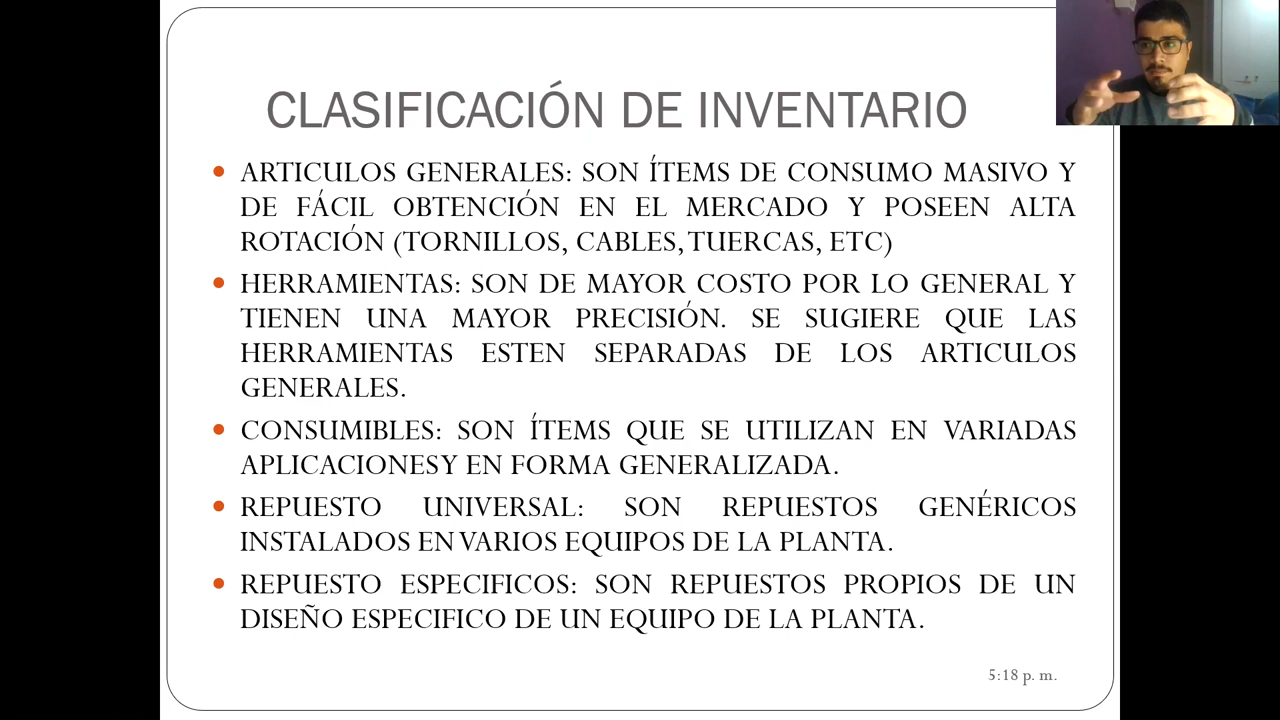 CLASIFICACIÓN DE INVENTARIO
• ARTICULOS GENERALES: SON ÍTEMS DE CONSUMO MASIVO Y
DE FÁCIL OBTENCIÓN EN EL MERCADO Y POSEEN ALTA
ROTACIÓN (TORNILLOS, CABLES, TUERCAS, ETC)
• HERRAMIENTAS: SON DE MAYOR COSTO POR LO GENERAL Y
TIENEN UNA MAYOR PRECISIÓN. SE SUGIERE QUE LAS
HERRAMIENTAS ESTEN SEPARADAS DE LOS ARTICULOS
GENERALES.
• CONSUMIBLES: SON ÍTEMS QUE SE UTILIZAN EN VARIADAS
APLICACIONES Y EN FORMA GENERALIZADA.
• REPUESTO UNIVERSAL: SON REPUESTOS GENÉRICOS
INSTALADOS EN VARIOS EQUIPOS DE LA PLANTA.
• REPUESTO ESPECIFICOS: SON REPUESTOS PROPIOS DE UN
DISEÑO ESPECIFICO DE UN EQUIPO DE LA PLANTA.
5:18 p. m.